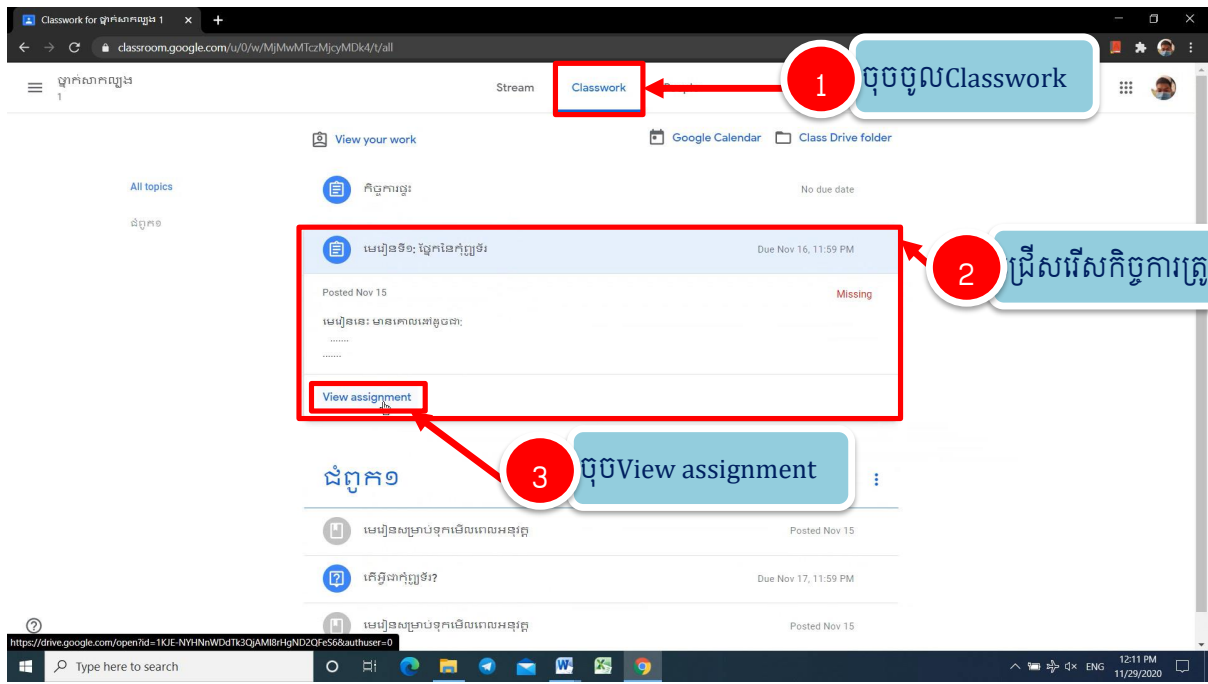 Classwork for ថ្នាក់សាកល្បង 1
classroom.google.com/u/0/w/MjMwMTczMjcyMDk4/t/all
ថ្នាក់សាកល្បង
1
Stream
Classwork
1
ចុចចូលClasswork
View your work
Google Calendar
Class Drive folder
All topics
ជំពូក១
កិច្ចការផ្ទះ
No due date
មេរៀនទី១: ផ្នែកនៃកុំព្យូទ័រ
Due Nov 16, 11:59 PM
2
ជ្រើសរើសកិច្ចការត្រូ
Posted Nov 15
Missing
មេរៀននេះ មានគោលដៅដូចជា:
.......
.......
View assignment
3
ចុចView assignment
ជំពូក១
មេរៀនសម្រាប់ទុកមើលពេលអនុវត្ត
Posted Nov 15
តើអ្វីជាកុំព្យូទ័រ?
Due Nov 17, 11:59 PM
មេរៀនសម្រាប់ទុកមើលពេលអនុវត្ត
Posted Nov 15
https://drive.google.com/open?id=1KJE-NYHNnWDdTk3QjAMI8rHgND2QFeS6&authuser=0
Type here to search
ENG
12:11 PM
11/29/2020